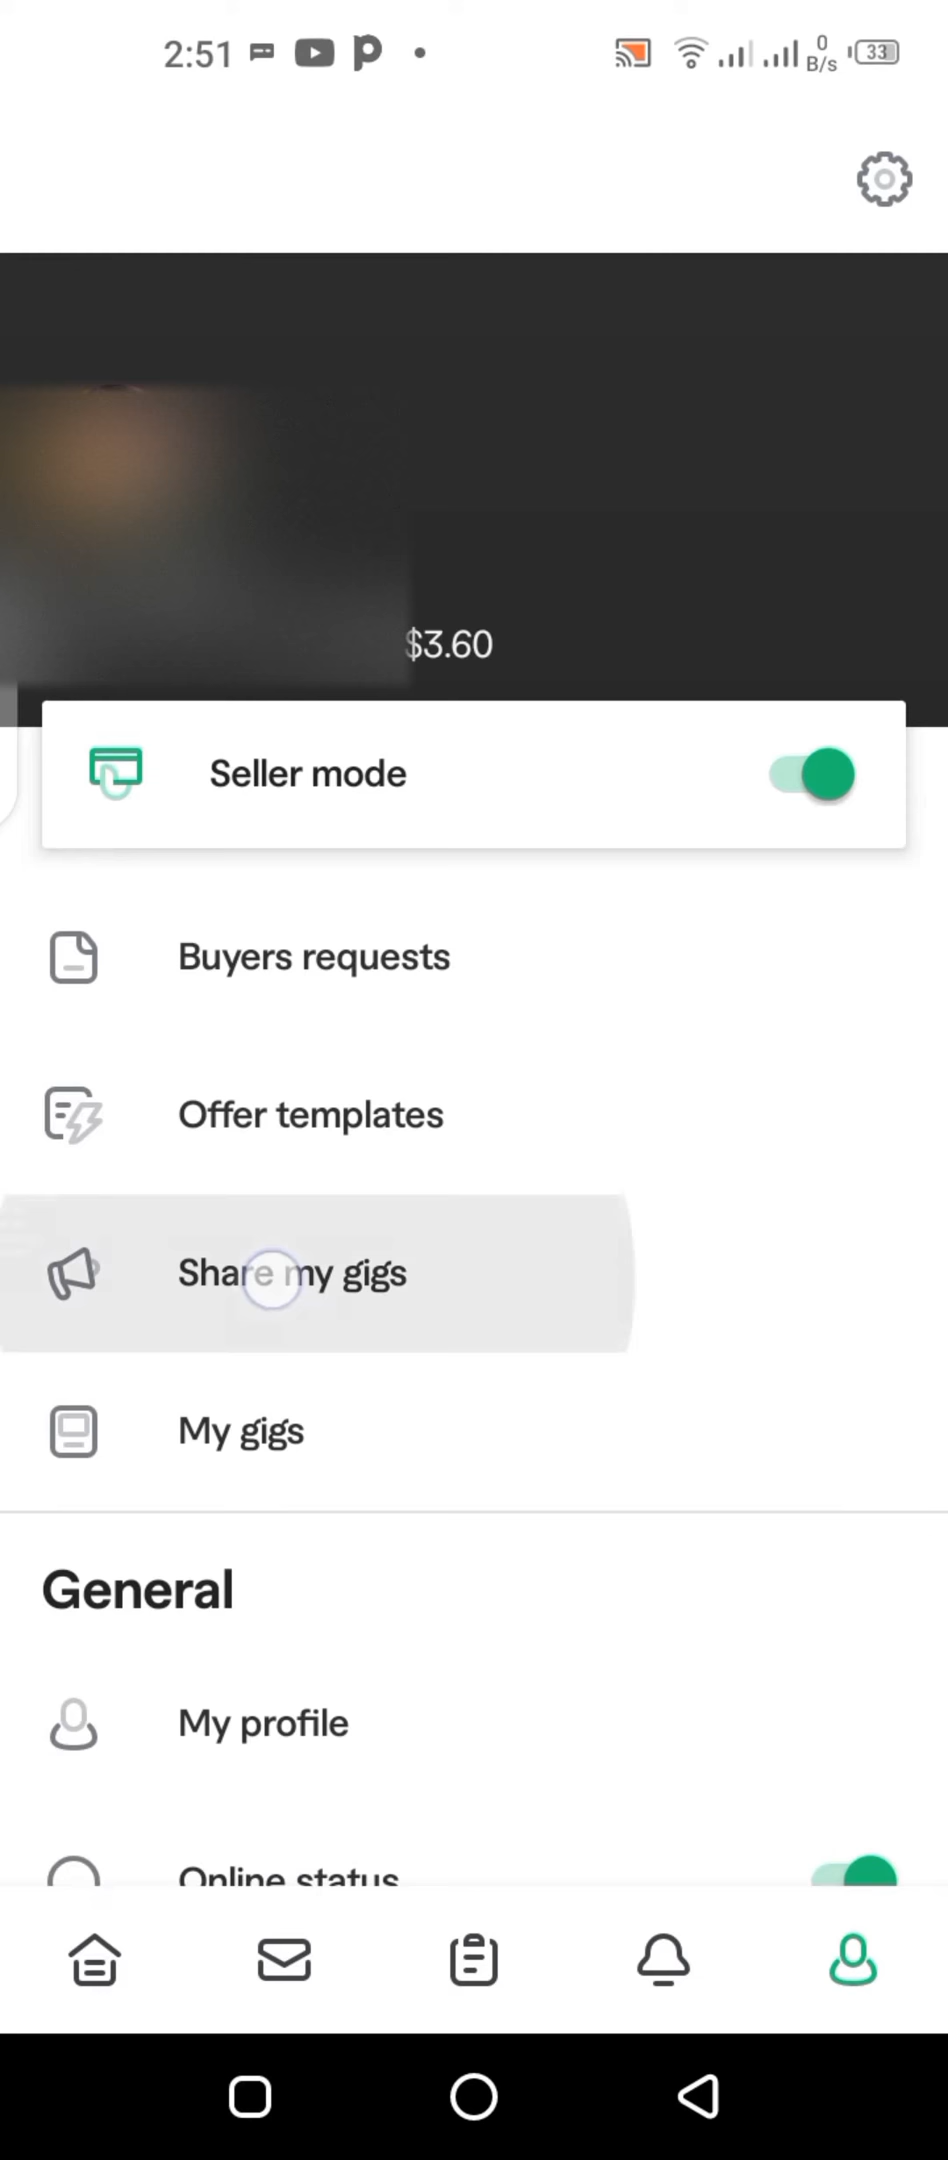 2:51
0
B/s
33
$3.60
Seller mode
Buyers requests
Offer templates
Share my gigs
My gigs
General
My profile
Online status